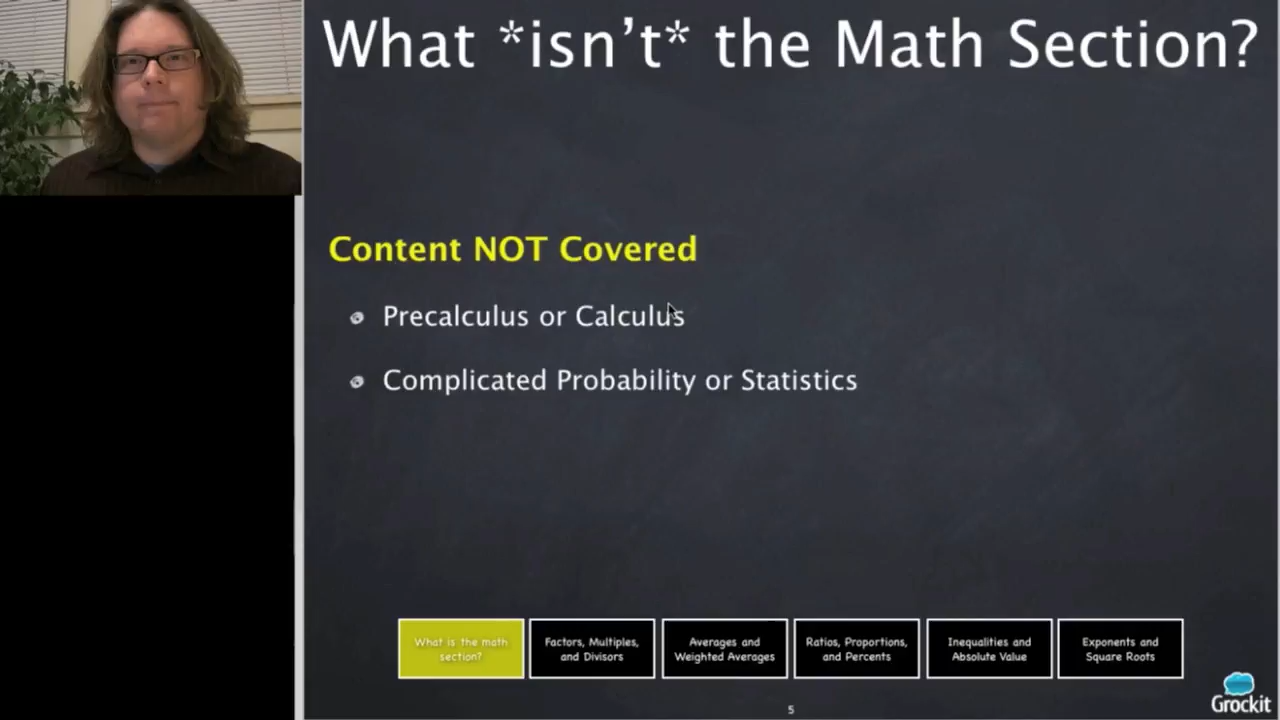 What *isn't* the Math Section?
Content NOT Covered
Precalculus or Calculus
Complicated Probability or Statistics
What is the math
section?
Factors, Multiples,
and Divisors
Averages and
Weighted Averages
Ratios, Proportions,
and Percents
Inequalities and
Absolute Value
Exponents and
Square Roots
5
Grockit